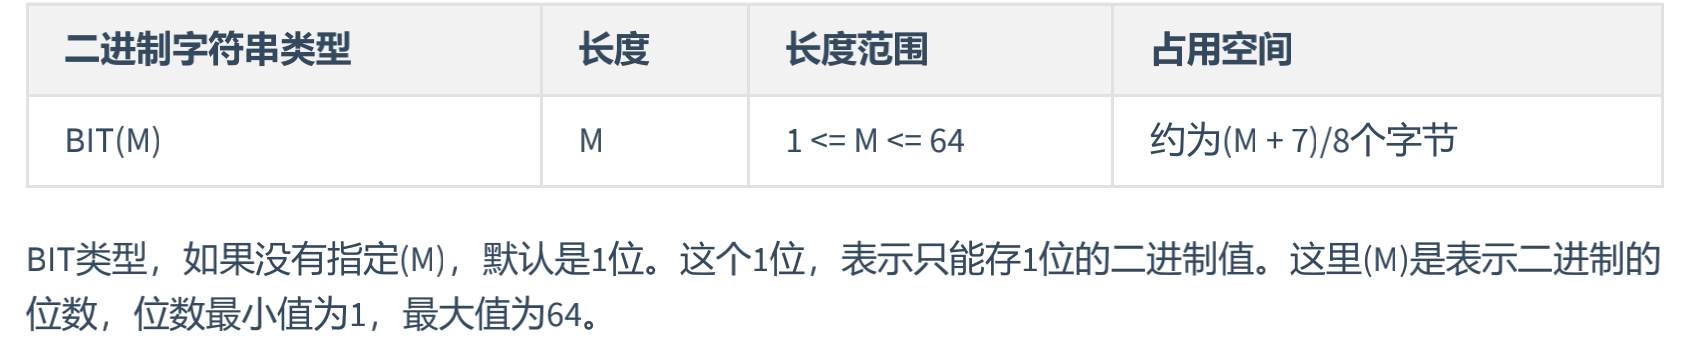 二进制字符串类型 长度 长度范围 占用空间
BIT(M) M 1 <= M <= 64 约为(M + 7)/8个字节
BIT类型，如果没有指定(M)，默认是1位。这个1位，表示只能存1位的二进制值。这里(M)是表示二进制的
位数，位数最小值为1，最大值为64。